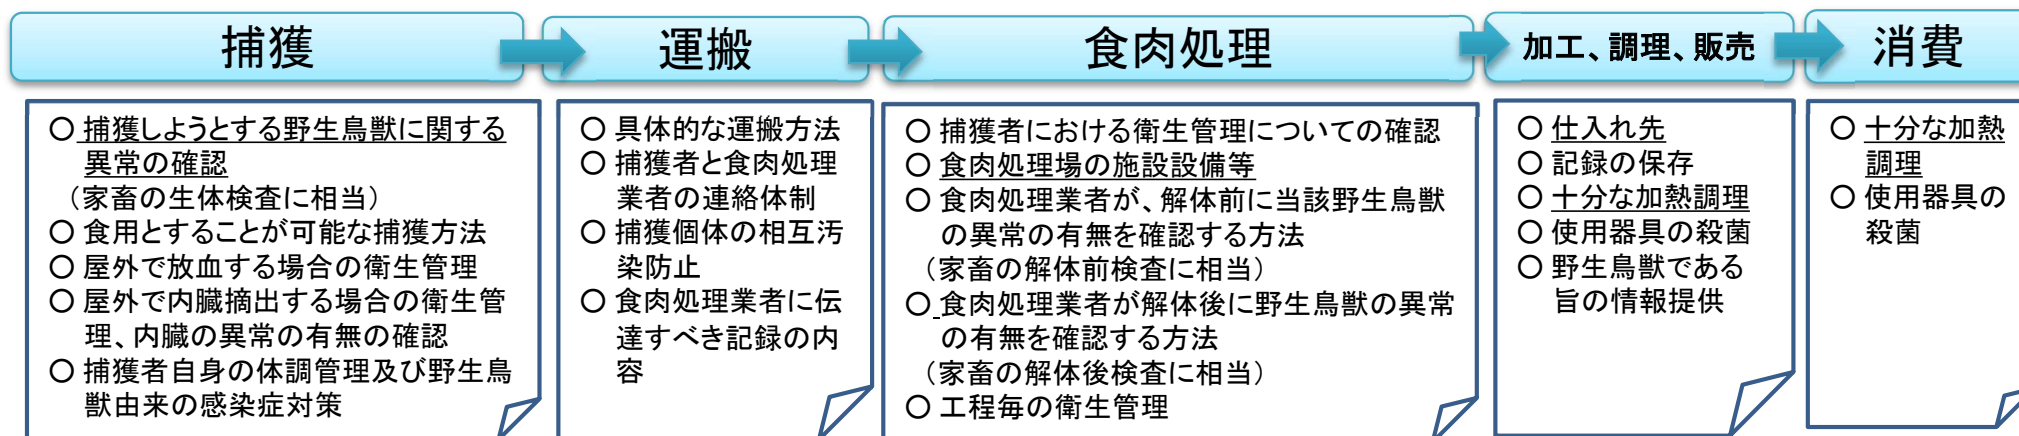 捕獲
運搬
食肉処理
加工、調理、販売
消費
○ 捕獲しようとする野生鳥獣に関する
異常の確認
（家畜の生体検査に相当）
○ 食用とすることが可能な捕獲方法
○ 屋外で放血する場合の衛生管理
○ 屋外で内臓摘出する場合の衛生管
理、内臓の異常の有無の確認
○ 捕獲者自身の体調管理及び野生鳥
獣由来の感染症対策
○ 具体的な運搬方法
○ 捕獲者と食肉処理
業者の連絡体制
○ 捕獲個体の相互汚
染防止
○ 食肉処理業者に伝
達すべき記録の内
容
○ 捕獲者における衛生管理についての確認
○ 食肉処理場の施設設備等
○ 食肉処理業者が、解体前に当該野生鳥獣
の異常の有無を確認する方法
（家畜の解体前検査に相当）
○ 食肉処理業者が解体後に野生鳥獣の異常
の有無を確認する方法
（家畜の解体後検査に相当）
○ 工程毎の衛生管理
○ 仕入れ先
○ 記録の保存
○ 十分な加熱調理
○ 使用器具の殺菌
○ 野生鳥獣である
旨の情報提供
○ 十分な加熱
調理
○ 使用器具の
殺菌